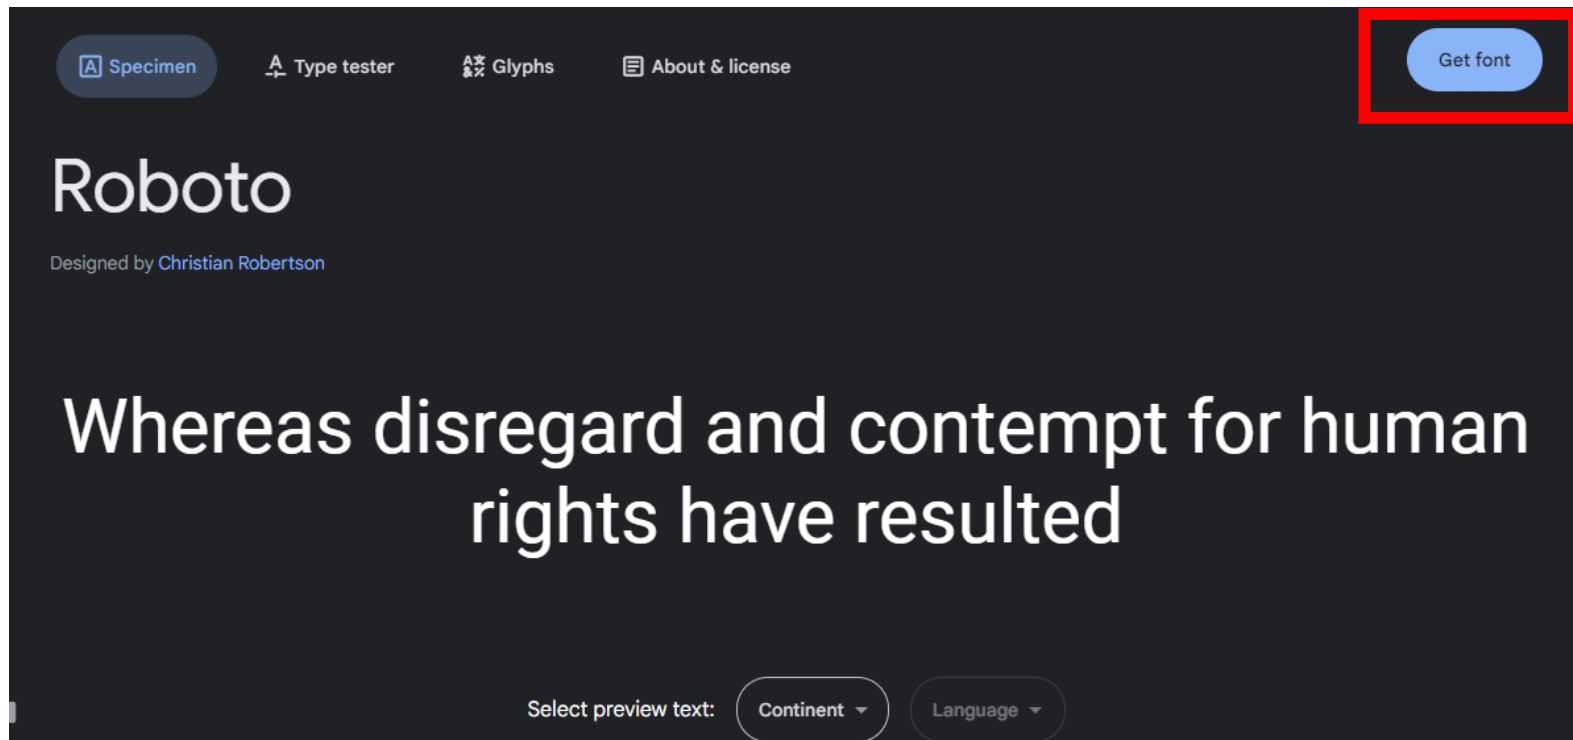 Specimen Type tester Glyphs About & license Get font
Roboto
Designed by Christian Robertson
Whereas disregard and contempt for human
rights have resulted
Select preview text: Continent Language